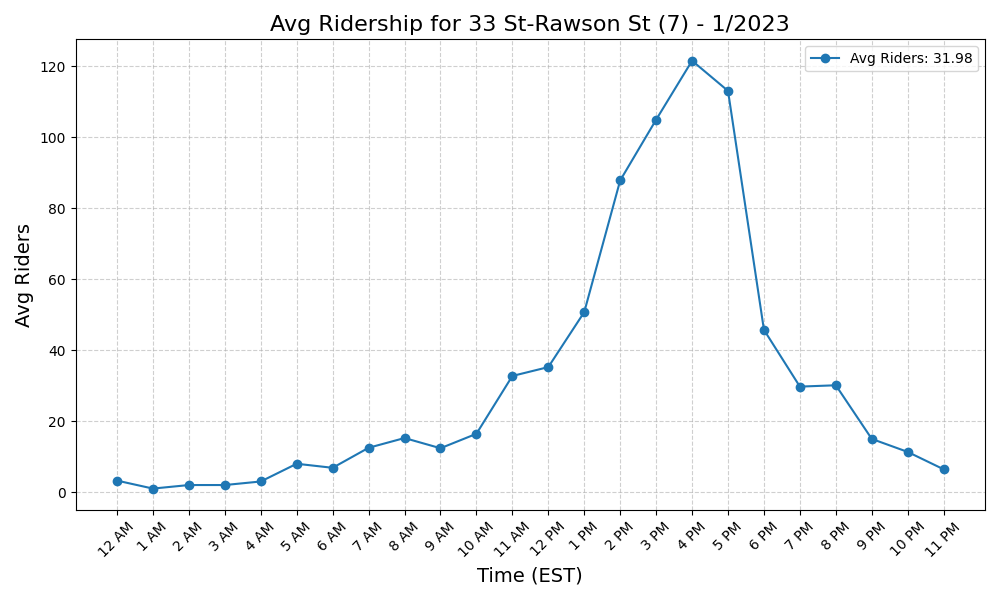 Avg Ridership for 33 St-Rawson St (7) - 1/2023
Avg Riders: 31.98
Avg Riders
120
100
80
60
40
20
0
12 AM
1 AM
2 AM
3 AM
4 AM
5 AM
6 AM
7 AM
8 AM
9 AM
10 AM
11 AM
12 PM
1 PM
2 PM
3 PM
4 PM
5 PM
6 PM
7 PM
8 PM
9 PM
10 PM
11 PM
Time (EST)